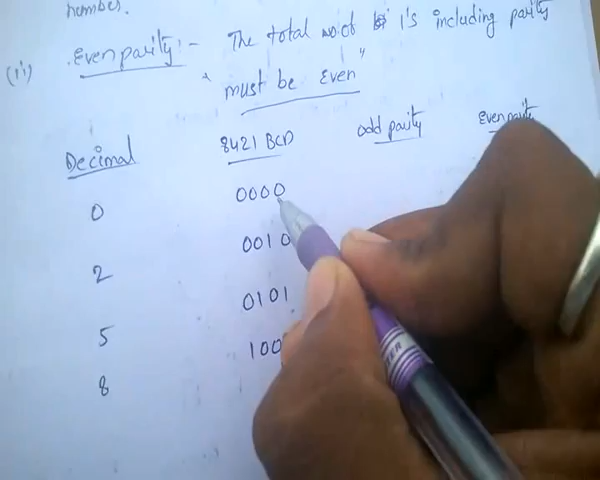 number.
(ii) Even parity :- The total no of 1's including parity
"must be Even"
Decimal 8421 BCD odd parity Even parity
0 0000
2 0010
5 0101
8 100